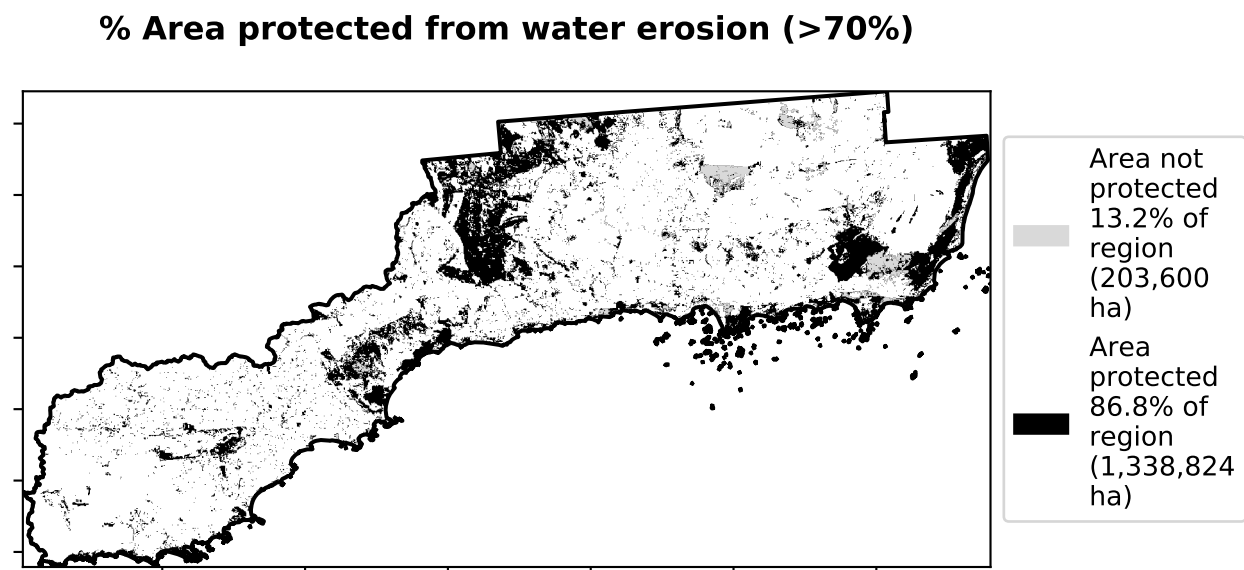 % Area protected from water erosion (>70%)
Area not
protected
13.2% of
region
(203,600
ha)
Area
protected
86.8% of
region
(1,338,824
ha)